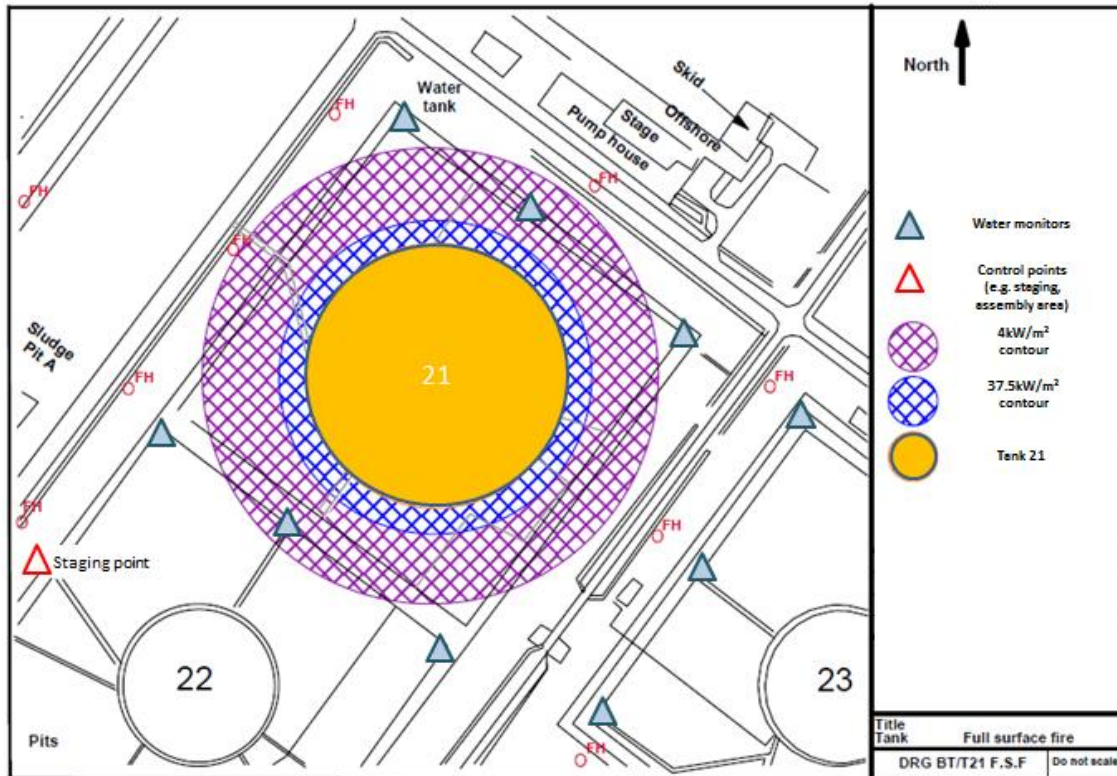 Water
tank
FH
FH
FH
FH
FH
FH
FH
FH
FH
Skid
Offshore
Stage
Pump house
Sludge
Pit A
21
Staging point
22
23
Pits
North
Water monitors
Control points
(e.g. staging,
assembly area)
4kW/m²
contour
37.5kW/m²
contour
Tank 21
Title
Tank Full surface fire
DRG BT/T21 F.S.F Do not scale